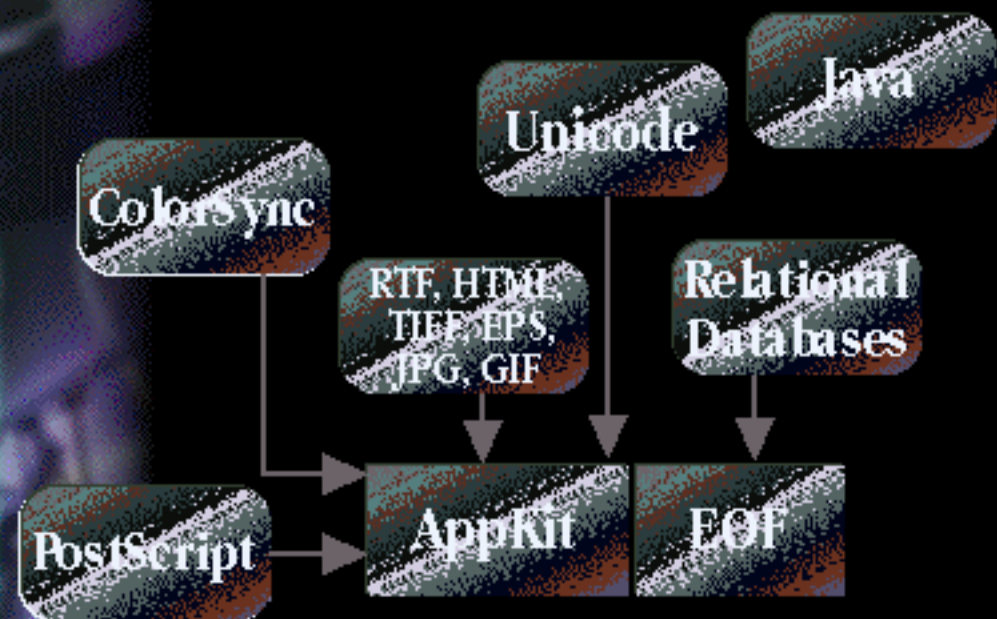 Java
Unicode
ColorSync
RTF, HTML,
TIFF, EPS,
JPG, GIF
Relational
Databases
PostScript
AppKit
EOF